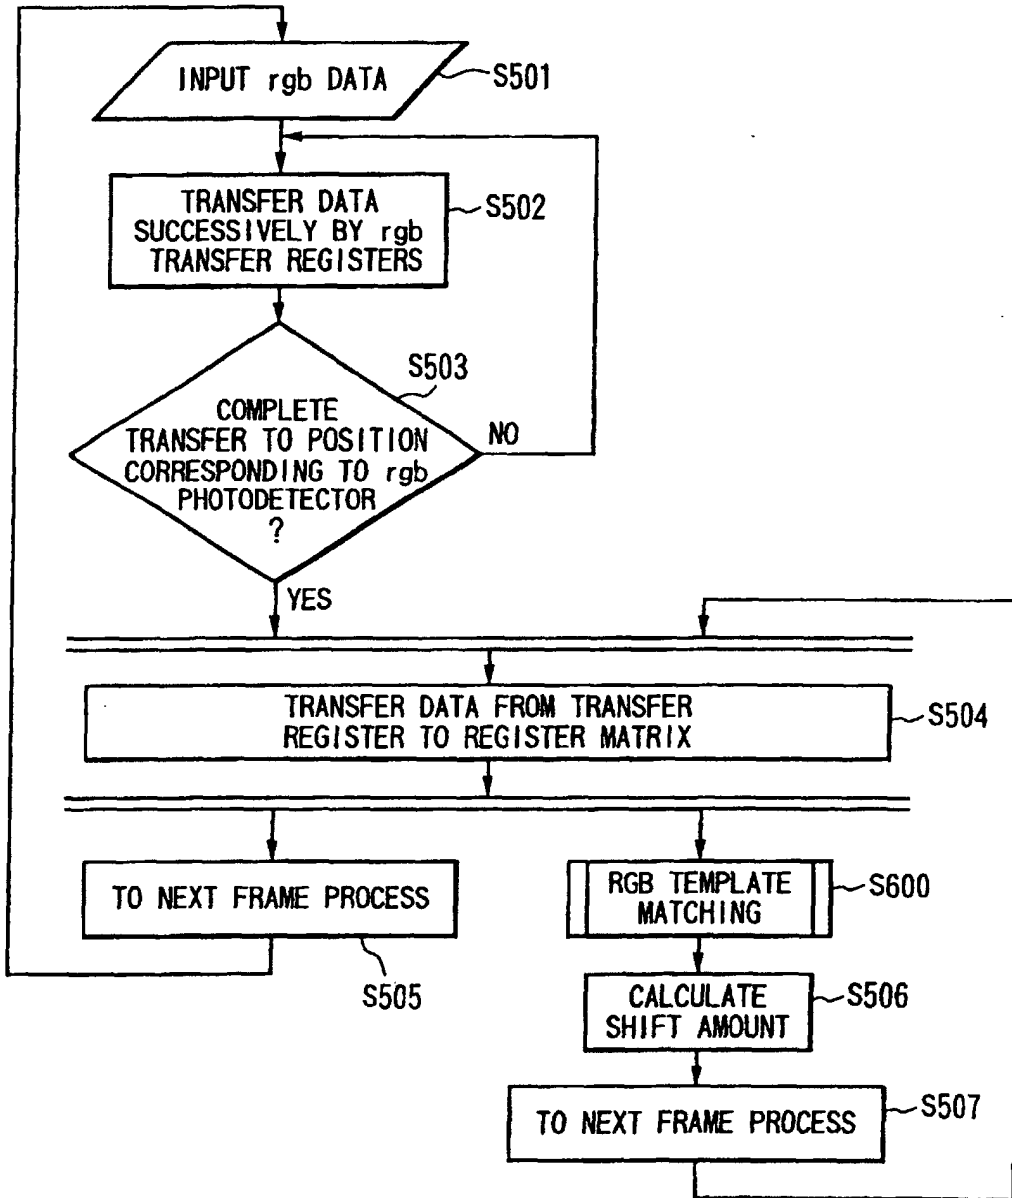 INPUT rgb DATA
S501
TRANSFER DATA
SUCCESSIVELY BY rgb
TRANSFER REGISTERS
S502
S503
COMPLETE
TRANSFER TO POSITION
CORRESPONDING TO rgb
PHOTODETECTOR
?
NO
YES
TRANSFER DATA FROM TRANSFER
REGISTER TO REGISTER MATRIX
S504
TO NEXT FRAME PROCESS
S505
RGB TEMPLATE
MATCHING
S600
CALCULATE
SHIFT AMOUNT
S506
TO NEXT FRAME PROCESS
S507